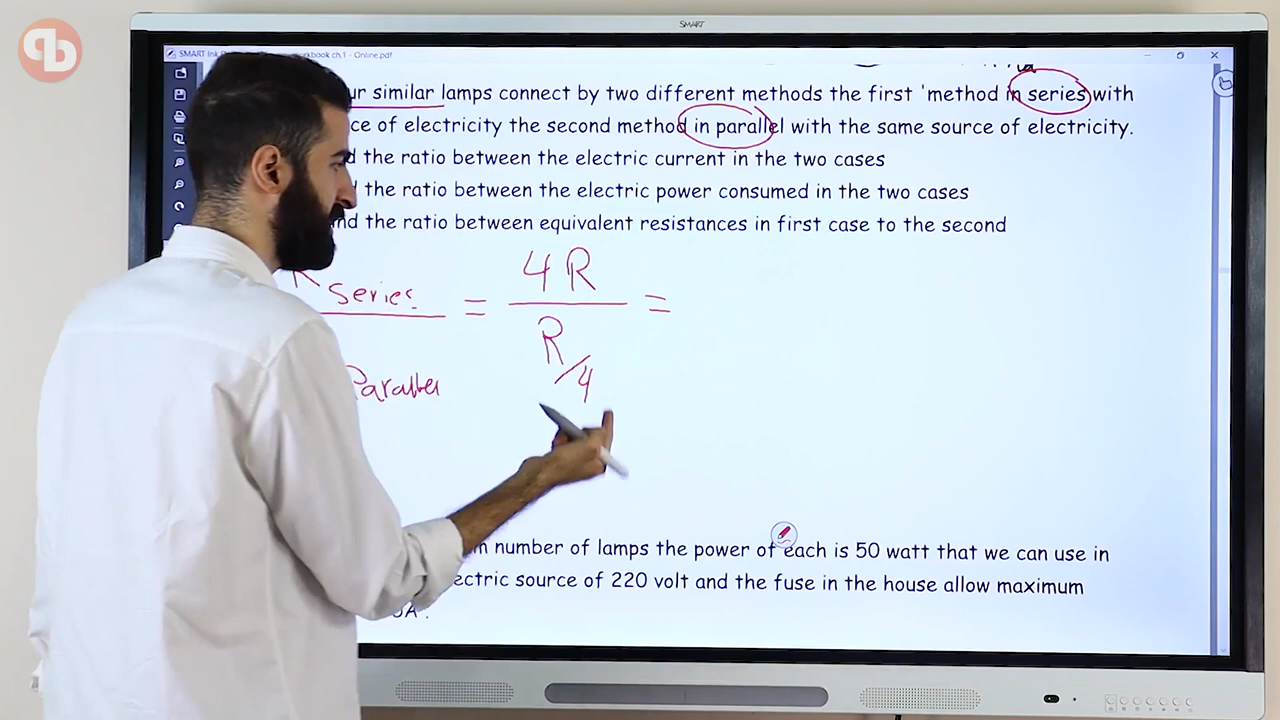 SMART
pb
SMART Ink
kbook ch.1 - Online.pdf
ur similar lamps connect by two different methods the first 'method in series with
ce of electricity the second method in parallel with the same source of electricity.
d the ratio between the electric current in the two cases
d the ratio between the electric power consumed in the two cases
nd the ratio between equivalent resistances in first case to the second
R series = 4R =
Parallel R/4
m number of lamps the power of each is 50 watt that we can use in
ectric source of 220 volt and the fuse in the house allow maximum